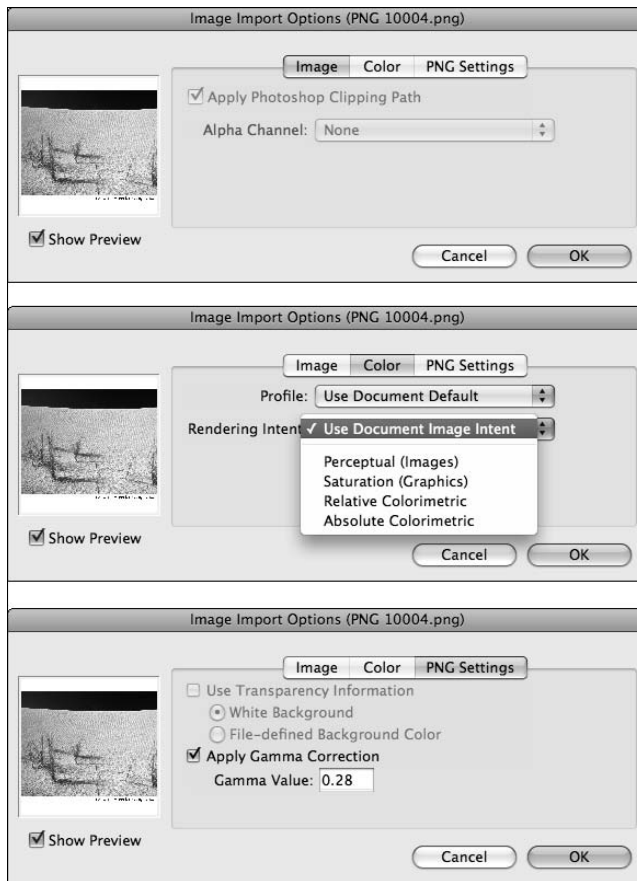 Image Import Options (PNG 10004.png)
Image Color PNG Settings
Apply Photoshop Clipping Path
Alpha Channel: None
Show Preview
Cancel OK
Image Import Options (PNG 10004.png)
Image Color PNG Settings
Profile: Use Document Default
Rendering Intent ✓ Use Document Image Intent
Perceptual (Images)
Saturation (Graphics)
Relative Colorimetric
Absolute Colorimetric
Show Preview
Cancel OK
Image Import Options (PNG 10004.png)
Image Color PNG Settings
Use Transparency Information
White Background
File-defined Background Color
Apply Gamma Correction
Gamma Value: 0.28
Show Preview
Cancel OK